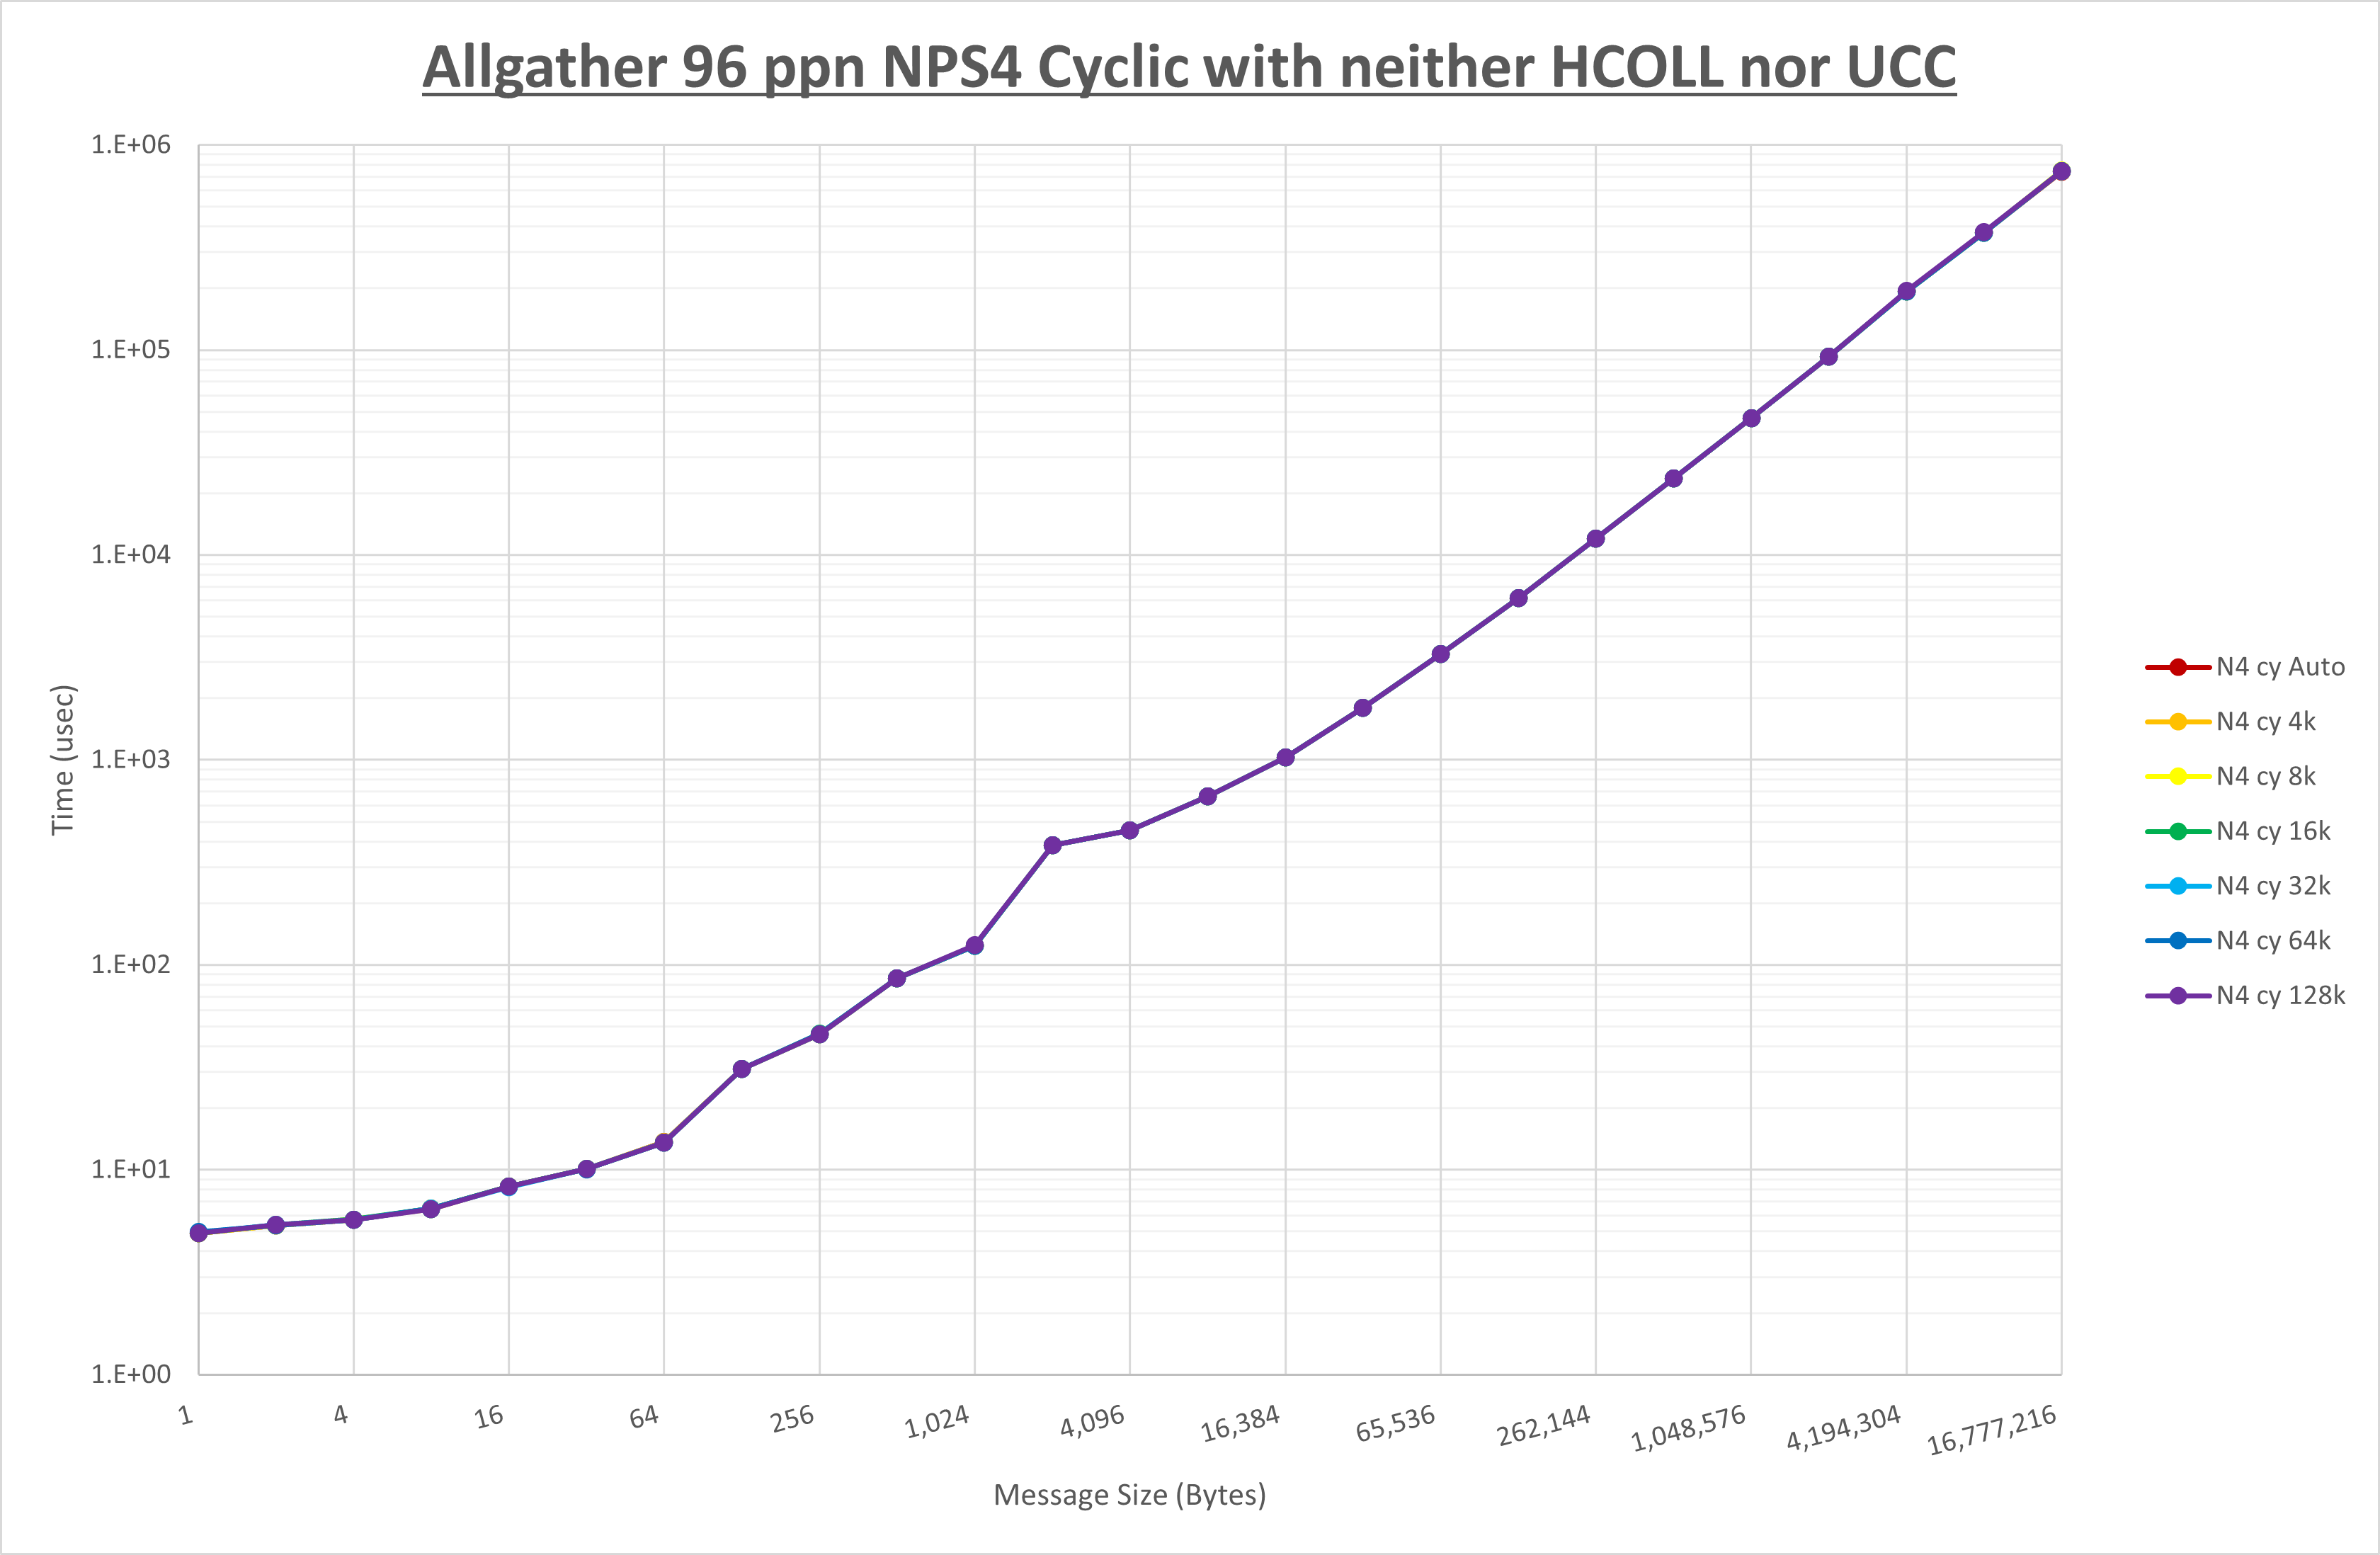 Allgather 96 ppn NPS4 Cyclic with neither HCOLL nor UCC
1.E+06
1.E+05
1.E+04
1.E+03
1.E+02
1.E+01
1.E+00
Time (usec)
1
4
16
64
256
1,024
4,096
16,384
65,536
262,144
1,048,576
4,194,304
16,777,216
Message Size (Bytes)
N4 cy Auto
N4 cy 4k
N4 cy 8k
N4 cy 16k
N4 cy 32k
N4 cy 64k
N4 cy 128k